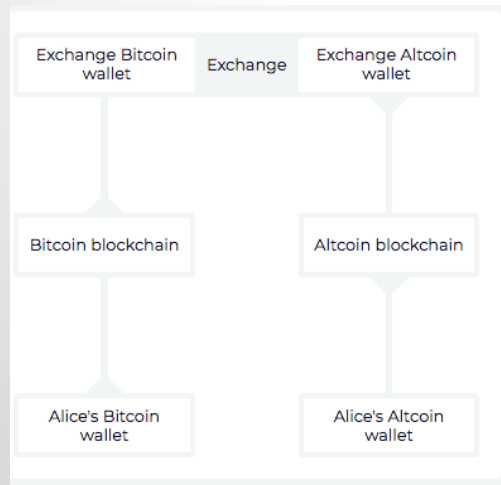 Exchange Bitcoin
wallet
Exchange
Exchange Altcoin
wallet
Bitcoin blockchain
Altcoin blockchain
Alice's Bitcoin
wallet
Alice's Altcoin
wallet